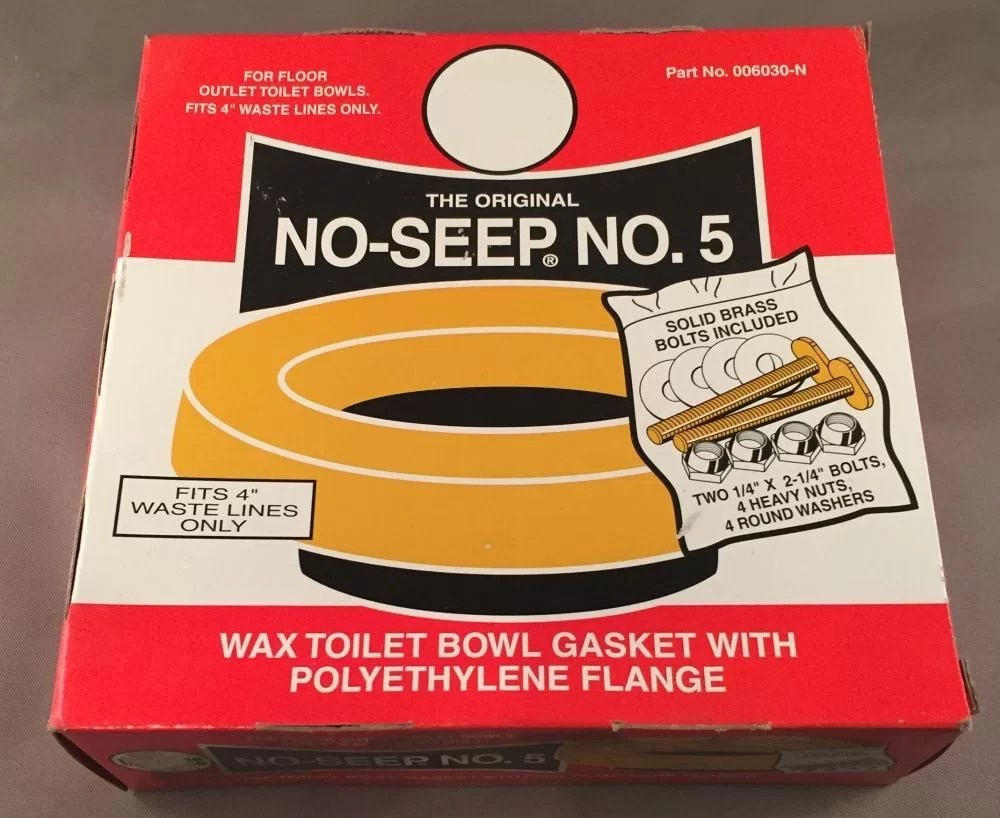 FOR FLOOR
OUTLET TOILET BOWLS.
FITS 4" WASTE LINES ONLY.
Part No. 006030-N
THE ORIGINAL
NO-SEEP® NO. 5
SOLID BRASS
BOLTS INCLUDED
TWO 1/4" X 2-1/4" BOLTS,
4 HEAVY NUTS,
4 ROUND WASHERS
FITS 4"
WASTE LINES
ONLY
WAX TOILET BOWL GASKET WITH
POLYETHYLENE FLANGE
NO-SEEP NO. 5